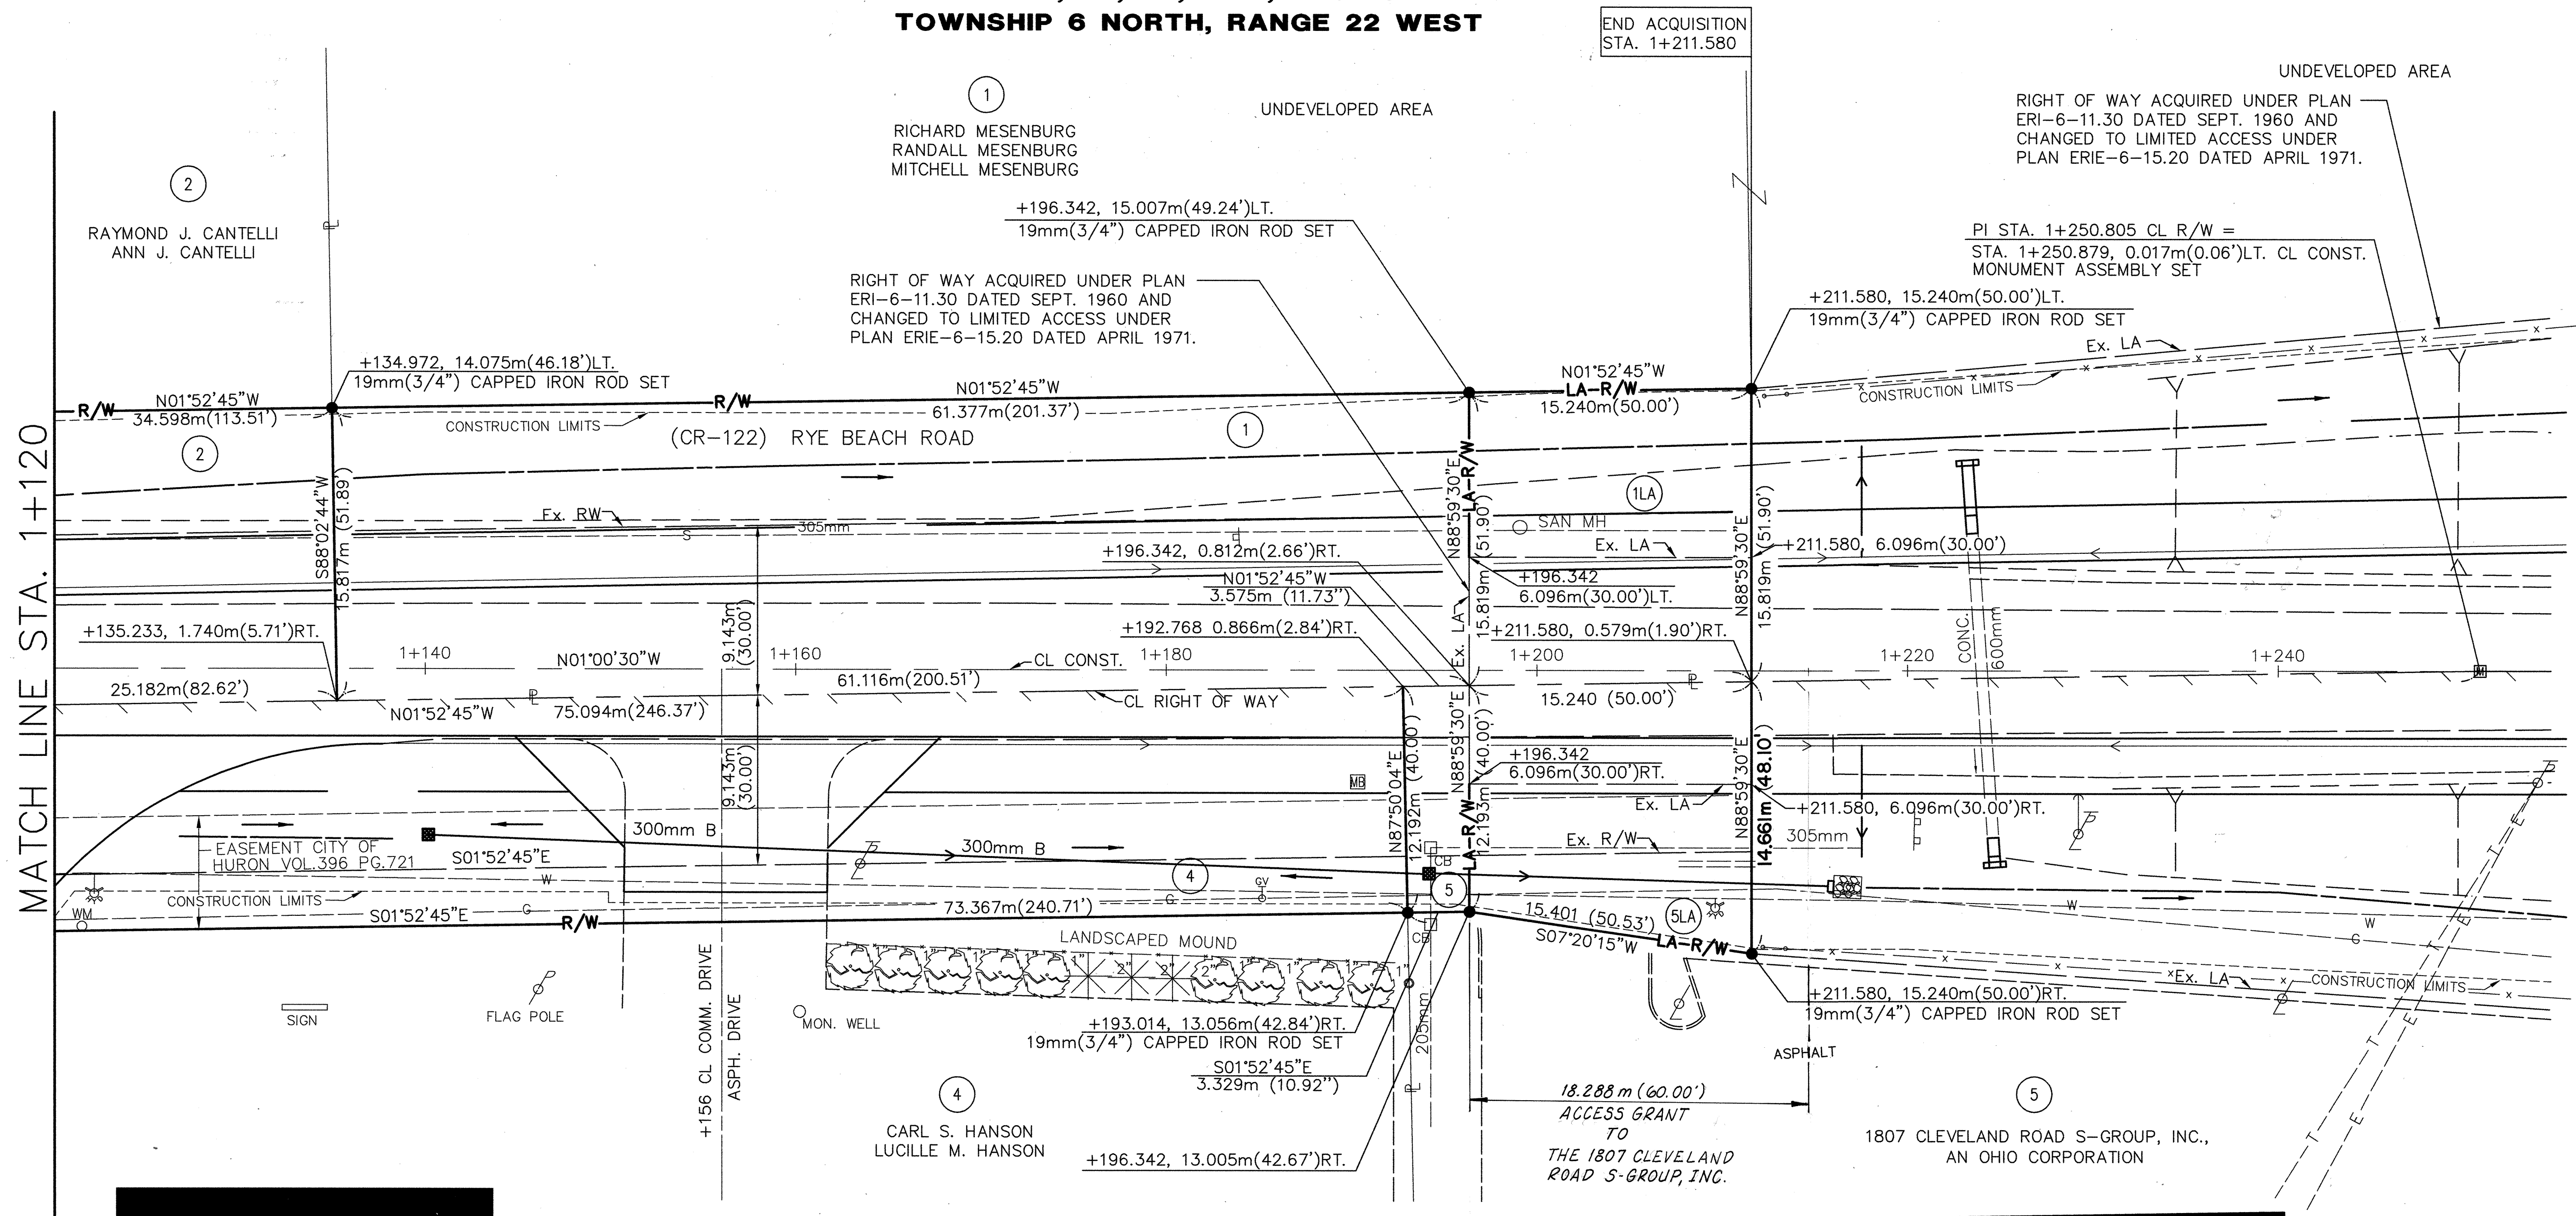 TOWNSHIP 6 NORTH, RANGE 22 WEST
END ACQUISITION
STA. 1+211.580
UNDEVELOPED AREA
1
RICHARD MESENBURG
RANDALL MESENBURG
MITCHELL MESENBURG
UNDEVELOPED AREA
RIGHT OF WAY ACQUIRED UNDER PLAN
ERI-6-11.30 DATED SEPT. 1960 AND
CHANGED TO LIMITED ACCESS UNDER
PLAN ERIE-6-15.20 DATED APRIL 1971.
2
RAYMOND J. CANTELLI
ANN J. CANTELLI
+196.342, 15.007m(49.24')LT.
19mm(3/4") CAPPED IRON ROD SET
PI STA. 1+250.805 CL R/W =
STA. 1+250.879, 0.017m(0.06')LT. CL CONST.
MONUMENT ASSEMBLY SET
RIGHT OF WAY ACQUIRED UNDER PLAN
ERI-6-11.30 DATED SEPT. 1960 AND
CHANGED TO LIMITED ACCESS UNDER
PLAN ERIE-6-15.20 DATED APRIL 1971.
+211.580, 15.240m(50.00')LT.
19mm(3/4") CAPPED IRON ROD SET
Ex. LA
CONSTRUCTION LIMITS
+134.972, 14.075m(46.18')LT.
19mm(3/4") CAPPED IRON ROD SET
R/W
N01°52'45"W
34.598m(113.51')
CONSTRUCTION LIMITS
R/W
N01°52'45"W
61.377m(201.37')
N01°52'45"W
LA-R/W
15.240m(50.00')
MATCH LINE STA. 1+120
(CR-122) RYE BEACH ROAD
1
2
S88°02'44"W
15.817m (51.89')
Ex. RW
305mm
S
N88°59'30"E
LA-R/W
15.819m (51.90')
1LA
SAN MH
Ex. LA
N88°59'30"E
15.819m (51.90')
+211.580, 6.096m(30.00')
+196.342, 0.812m(2.66')RT.
N01°52'45"W
3.575m (11.73")
+196.342
6.096m(30.00')LT.
Ex. LA
+192.768 0.866m(2.84')RT.
+211.580, 0.579m(1.90')RT.
CONC.
600mm
+135.233, 1.740m(5.71')RT.
9.143m
(30.00')
1+140
N01°00'30"W
1+160
CL CONST.
1+180
1+200
1+220
1+240
M
25.182m(82.62')
N01°52'45"W
75.094m(246.37')
61.116m(200.51')
CL RIGHT OF WAY
15.240 (50.00')
9.143m
(30.00')
MB
N87°50'04"E
12.192m (40.00')
N88°59'30"E
12.193m (40.00')
LA-R/W
+196.342
6.096m(30.00')RT.
Ex. LA
N88°59'30"E
14.661m (48.10')
+211.580, 6.096m(30.00')RT.
305mm
EASEMENT CITY OF
HURON VOL.396 PG.721
300mm B
300mm B
S01°52'45"E
Ex. R/W
CB
4
5
GV
W
G
G
CONSTRUCTION LIMITS
WM
S01°52'45"E
R/W
73.367m(240.71')
15.401 (50.53')
S07°20'15"W
5LA
LA-R/W
W
W
G
CB
LANDSCAPED MOUND
1" 1" 1" 1" 1" 2" 2" 2" 1" 1" 1"
Ex. LA
CONSTRUCTION LIMITS
T E T E
T E T E
SIGN
FLAG POLE
+156 CL COMM. DRIVE
ASPH. DRIVE
MON. WELL
205mm
+193.014, 13.056m(42.84')RT.
19mm(3/4") CAPPED IRON ROD SET
S01°52'45"E
3.329m (10.92")
+211.580, 15.240m(50.00')RT.
19mm(3/4") CAPPED IRON ROD SET
ASPHALT
18.288 m (60.00')
ACCESS GRANT
TO
THE 1807 CLEVELAND
ROAD S-GROUP, INC.
4
CARL S. HANSON
LUCILLE M. HANSON
+196.342, 13.005m(42.67')RT.
5
1807 CLEVELAND ROAD S-GROUP, INC.,
AN OHIO CORPORATION